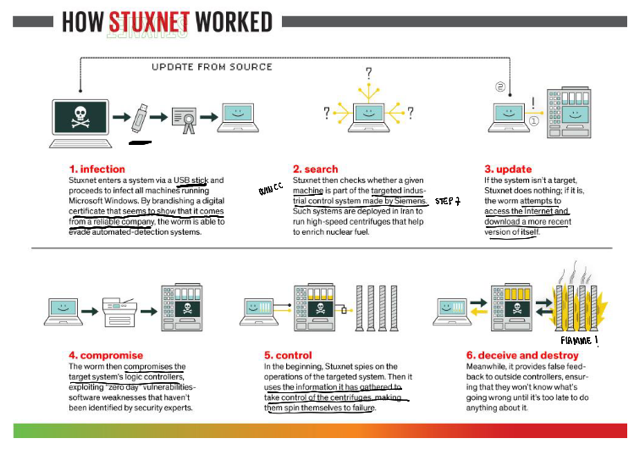 HOW STUXNET WORKED
UPDATE FROM SOURCE
? ? ?
②
!
①
1. infection
Stuxnet enters a system via a USB stick and
proceeds to infect all machines running
Microsoft Windows. By brandishing a digital
certificate that seems to show that it comes
from a reliable company, the worm is able to
evade automated-detection systems.
2. search
Stuxnet then checks whether a given
machine is part of the targeted indus-
trial control system made by Siemens.
Such systems are deployed in Iran to
run high-speed centrifuges that help
to enrich nuclear fuel.
STEP 7
3. update
If the system isn't a target,
Stuxnet does nothing; if it is,
the worm attempts to
access the Internet and
download a more recent
version of itself.
4. compromise
The worm then compromises the
target system's logic controllers,
exploiting "zero day" vulnerabilities-
software weaknesses that haven't
been identified by security experts.
5. control
In the beginning, Stuxnet spies on the
operations of the targeted system. Then it
uses the information it has gathered to
take control of the centrifuges, making
them spin themselves to failure.
FIAMME!
6. deceive and destroy
Meanwhile, it provides false feed-
back to outside controllers, ensur-
ing that they won't know what's
going wrong until it's too late to do
anything about it.